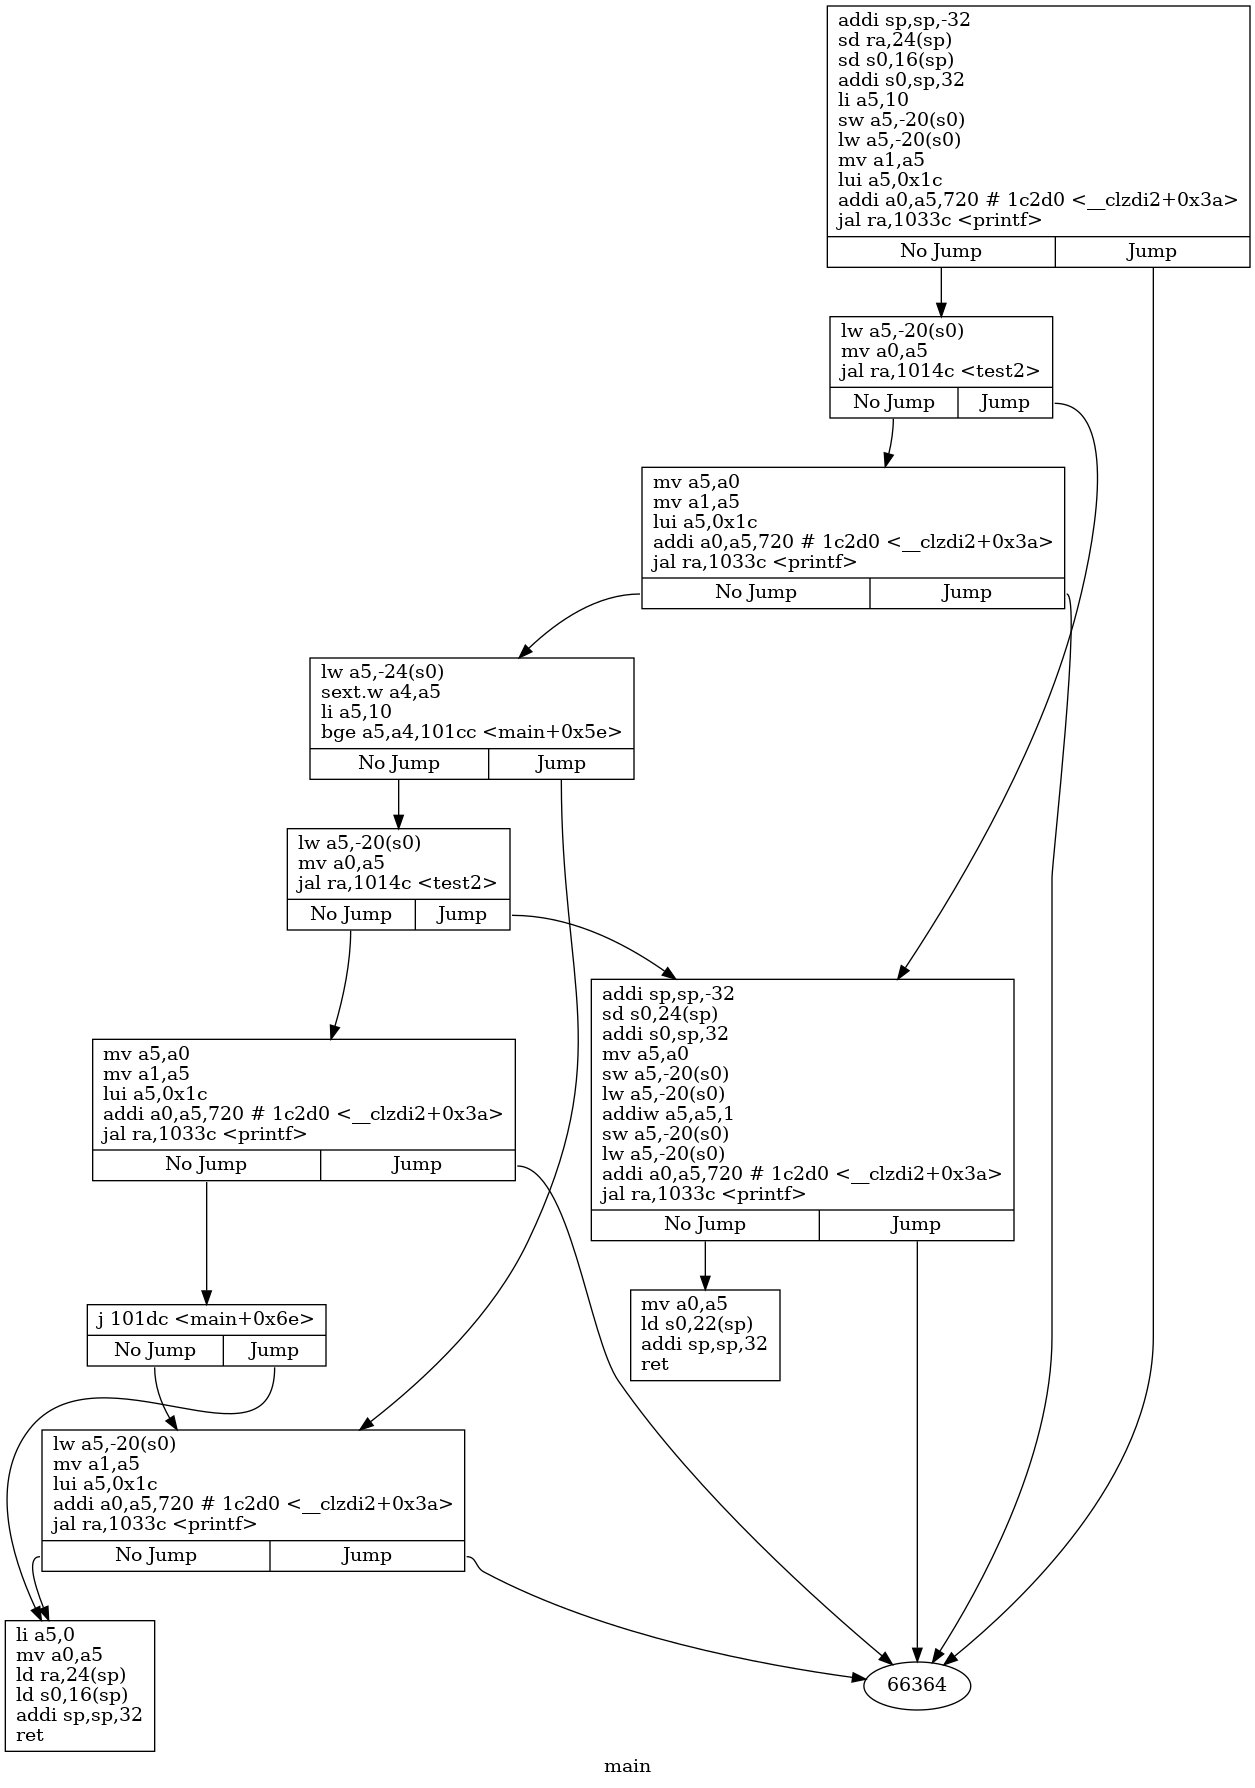 addi sp,sp,-32
sd ra,24(sp)
sd s0,16(sp)
addi s0,sp,32
li a5,10
sw a5,-20(s0)
lw a5,-20(s0)
mv a1,a5
lui a5,0x1c
addi a0,a5,720 # 1c2d0 <__clzdi2+0x3a>
jal ra,1033c <printf>
No Jump
Jump
lw a5,-20(s0)
mv a0,a5
jal ra,1014c <test2>
No Jump
Jump
mv a5,a0
mv a1,a5
lui a5,0x1c
addi a0,a5,720 # 1c2d0 <__clzdi2+0x3a>
jal ra,1033c <printf>
No Jump
Jump
lw a5,-24(s0)
sext.w a4,a5
li a5,10
bge a5,a4,101cc <main+0x5e>
No Jump
Jump
lw a5,-20(s0)
mv a0,a5
jal ra,1014c <test2>
No Jump
Jump
addi sp,sp,-32
sd s0,24(sp)
addi s0,sp,32
mv a5,a0
sw a5,-20(s0)
lw a5,-20(s0)
addiw a5,a5,1
sw a5,-20(s0)
lw a5,-20(s0)
addi a0,a5,720 # 1c2d0 <__clzdi2+0x3a>
jal ra,1033c <printf>
No Jump
Jump
mv a5,a0
mv a1,a5
lui a5,0x1c
addi a0,a5,720 # 1c2d0 <__clzdi2+0x3a>
jal ra,1033c <printf>
No Jump
Jump
mv a0,a5
ld s0,22(sp)
addi sp,sp,32
ret
j 101dc <main+0x6e>
No Jump
Jump
lw a5,-20(s0)
mv a1,a5
lui a5,0x1c
addi a0,a5,720 # 1c2d0 <__clzdi2+0x3a>
jal ra,1033c <printf>
No Jump
Jump
li a5,0
mv a0,a5
ld ra,24(sp)
ld s0,16(sp)
addi sp,sp,32
ret
66364
main